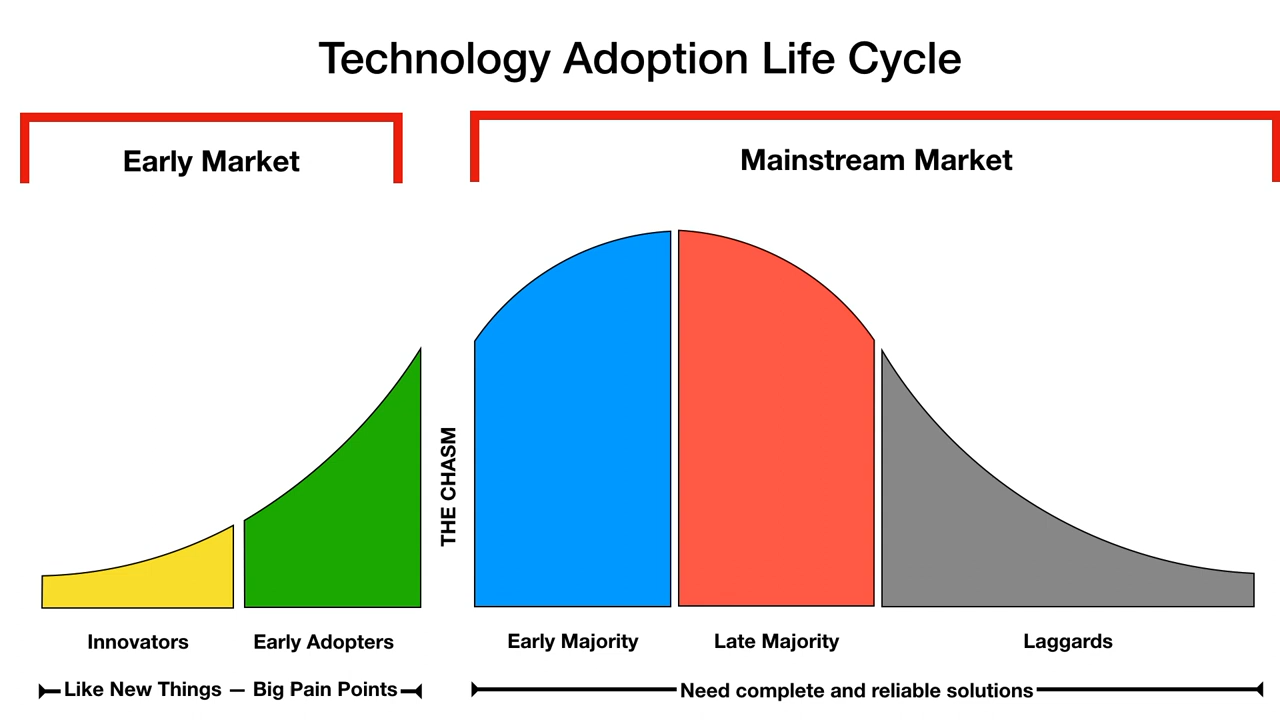 Technology Adoption Life Cycle
Early Market
Mainstream Market
THE CHASM
Innovators
Early Adopters
Early Majority
Late Majority
Laggards
Like New Things — Big Pain Points
Need complete and reliable solutions